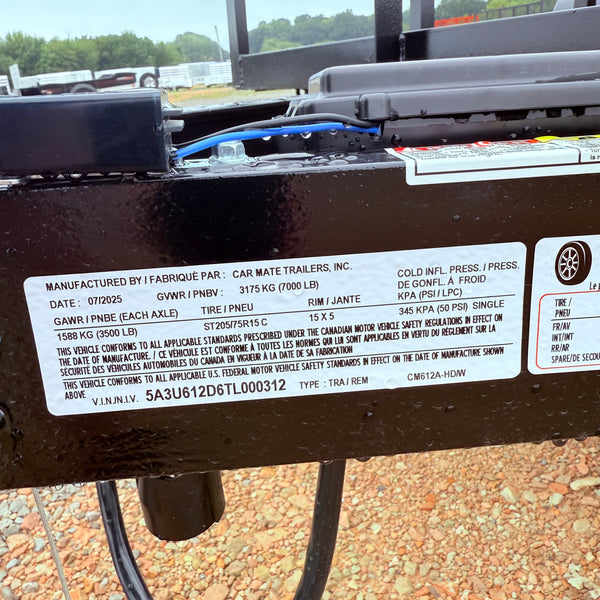 MANUFACTURED BY / FABRIQUÉ PAR : CAR MATE TRAILERS, INC.
DATE : 07/2025 GVWR / PNBV : 3175 KG (7000 LB)
COLD INFL. PRESS. / PRESS.
DE GONFL. À FROID
KPA (PSI / LPC)
GAWR / PNBE (EACH AXLE) TIRE / PNEU RIM / JANTE
1588 KG (3500 LB) ST205/75R15 C 15 X 5 345 KPA (50 PSI) SINGLE
THIS VEHICLE CONFORMS TO ALL APPLICABLE STANDARDS PRESCRIBED UNDER THE CANADIAN MOTOR VEHICLE SAFETY REGULATIONS IN EFFECT ON
THE DATE OF MANUFACTURE. / CE VÉHICULE EST CONFORME À TOUTES LES NORMES QUI LUI SONT APPLICABLES EN VERTU DU RÈGLEMENT SUR LA
SÉCURITÉ DES VÉHICULES AUTOMOBILES DU CANADA EN VIGUEUR À LA DATE DE SA FABRICATION
THIS VEHICLE CONFORMS TO ALL APPLICABLE U.S. FEDERAL MOTOR VEHICLE SAFETY STANDARDS IN EFFECT ON THE DATE OF MANUFACTURE SHOWN
ABOVE
V.I.N./N.I.V. 5A3U612D6TL000312 TYPE : TRA / REM CM612A-HD/W
Le p
TIRE /
PNEU
FR/AV
INT/INT
RR/AR
SPARE/DE SECOURS